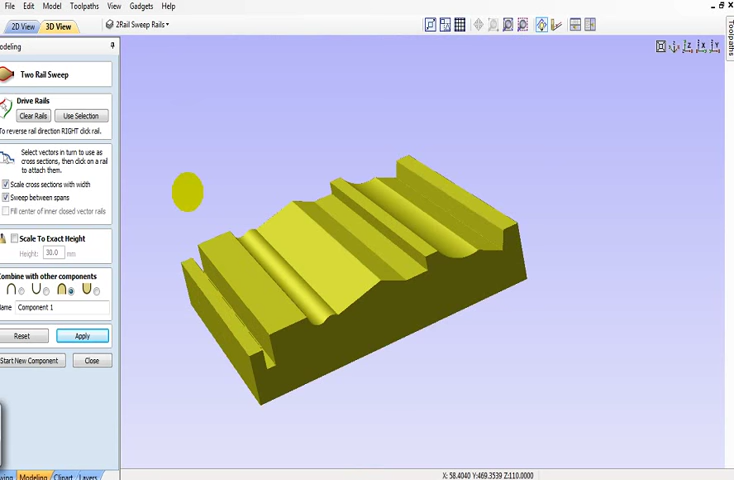 File Edit Model Toolpaths View Gadgets Help
2D View 3D View 2Rail Sweep Rails
odeling
Two Rail Sweep
Drive Rails
Clear Rails Use Selection
To reverse rail direction RIGHT click rail.
Select vectors in turn to use as
cross sections, then click on a rail
to attach them.
Scale cross sections with width
Sweep between spans
Fill center of inner closed vector rails
Scale To Exact Height
Height: 30.0 mm
Combine with other components
Name Component 1
Reset Apply
Start New Component Close
wing Modeling Clipart Layers
X: 58.4040 Y:469.3539 Z:110.0000
Toolpaths